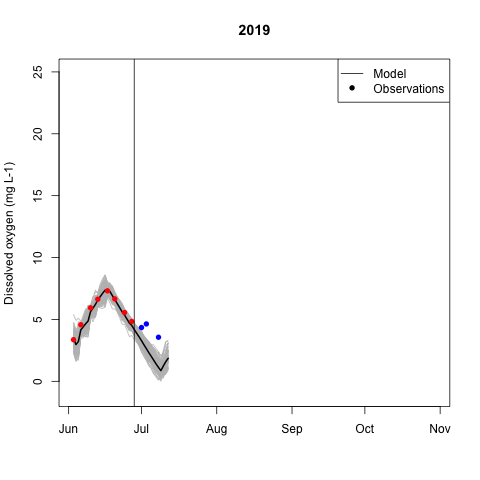 2019
Model
Observations
Dissolved oxygen (mg L-1)
25
20
15
10
5
0
Jun Jul Aug Sep Oct Nov